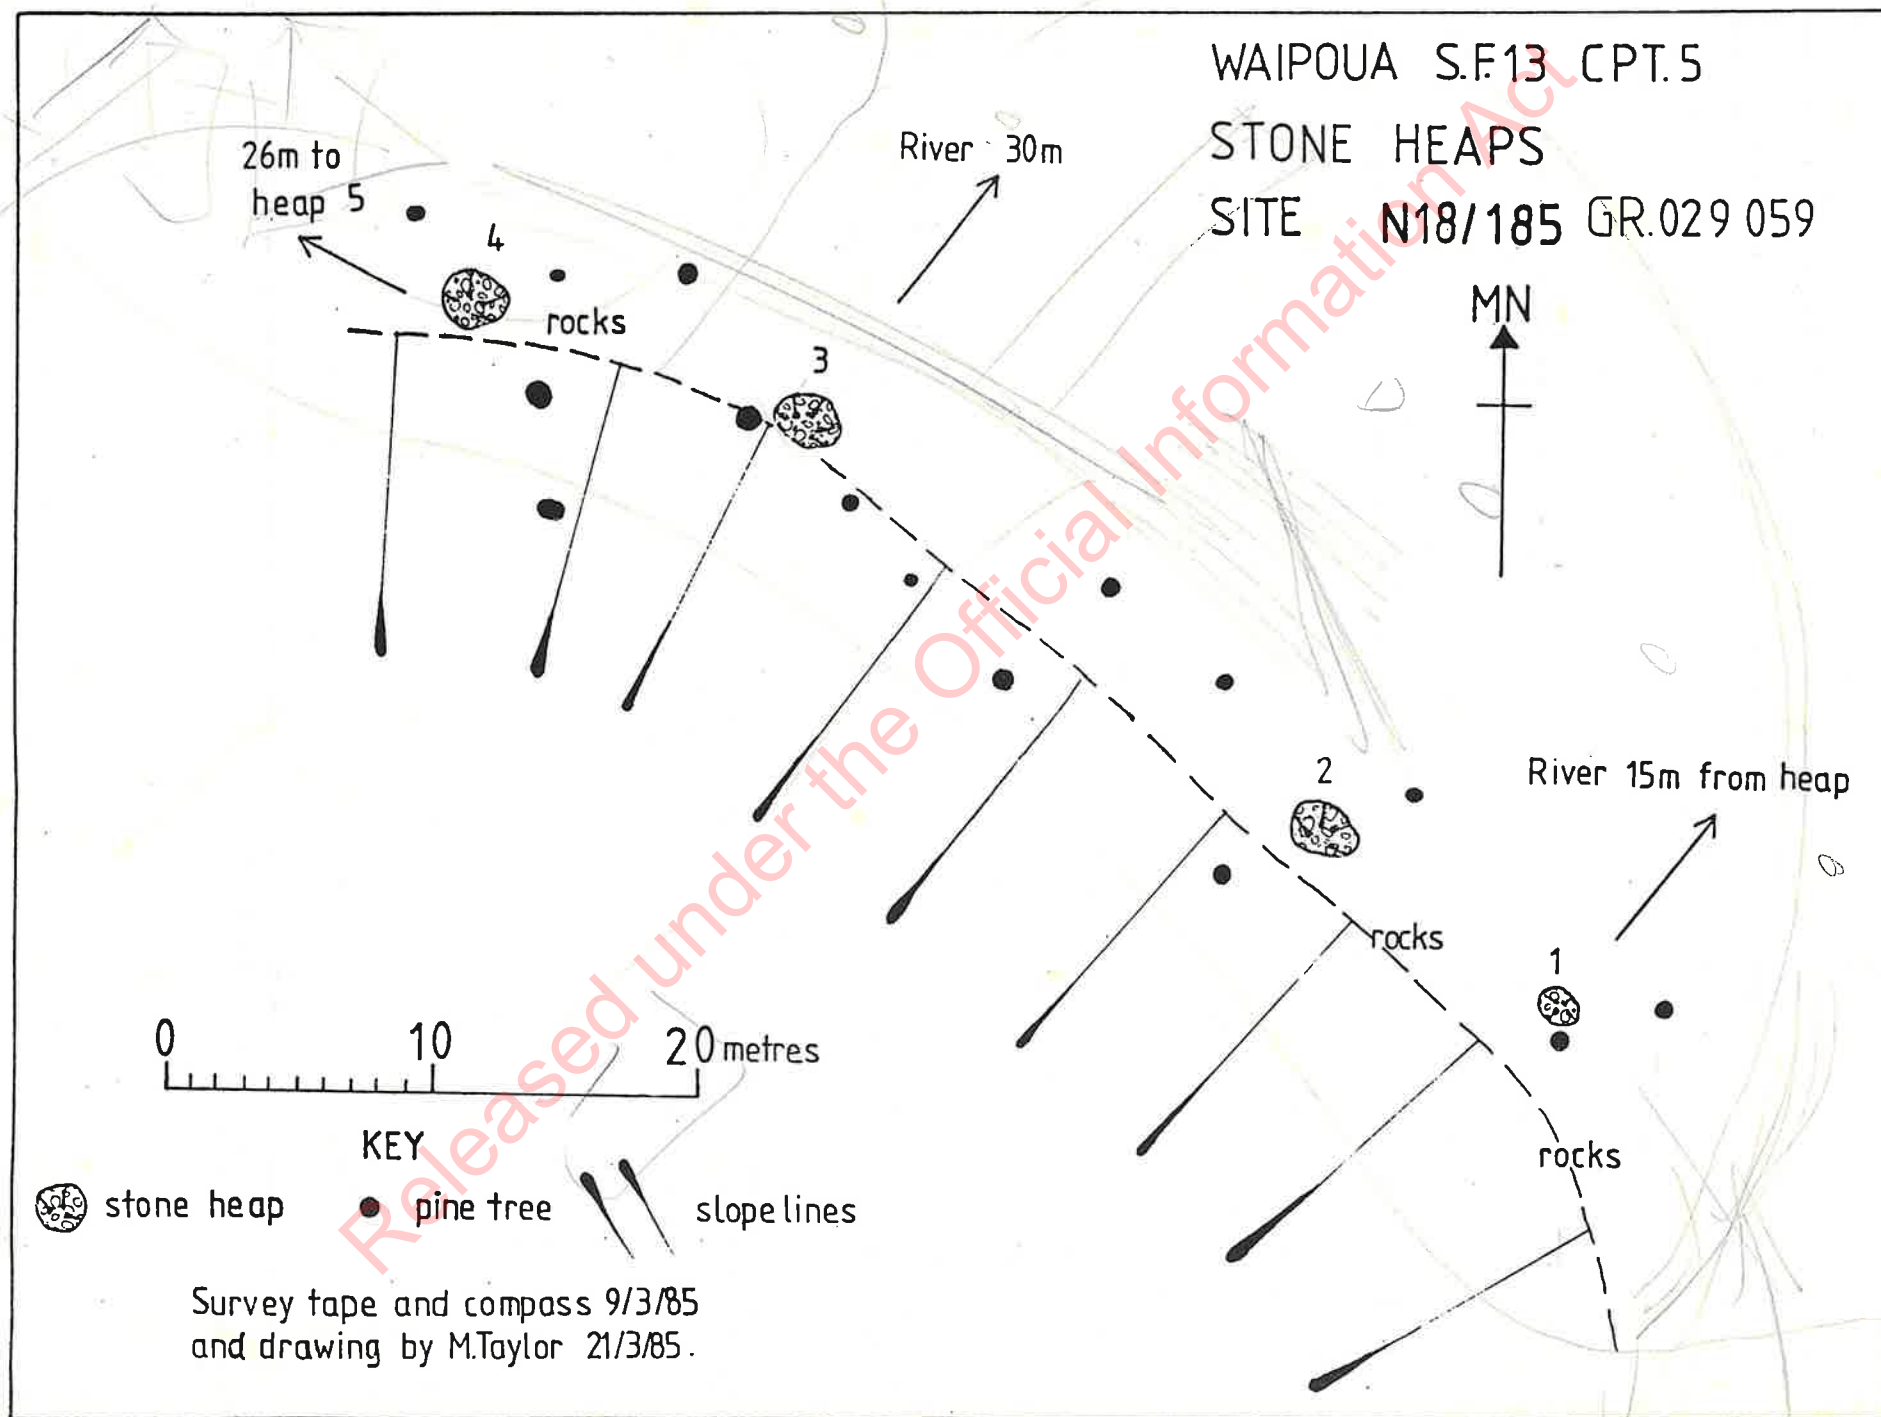 WAIPOUA S.F.13 CPT.5
STONE HEAPS
SITE N18/185 GR.029 059
MN
River 30m
26m to
heap 5
4
rocks
3
2
River 15m from heap
rocks
1
rocks
0 10 20 metres
KEY
stone heap pine tree slope lines
Survey tape and compass 9/3/85
and drawing by M.Taylor 21/3/85.
Released under the Official Information Act